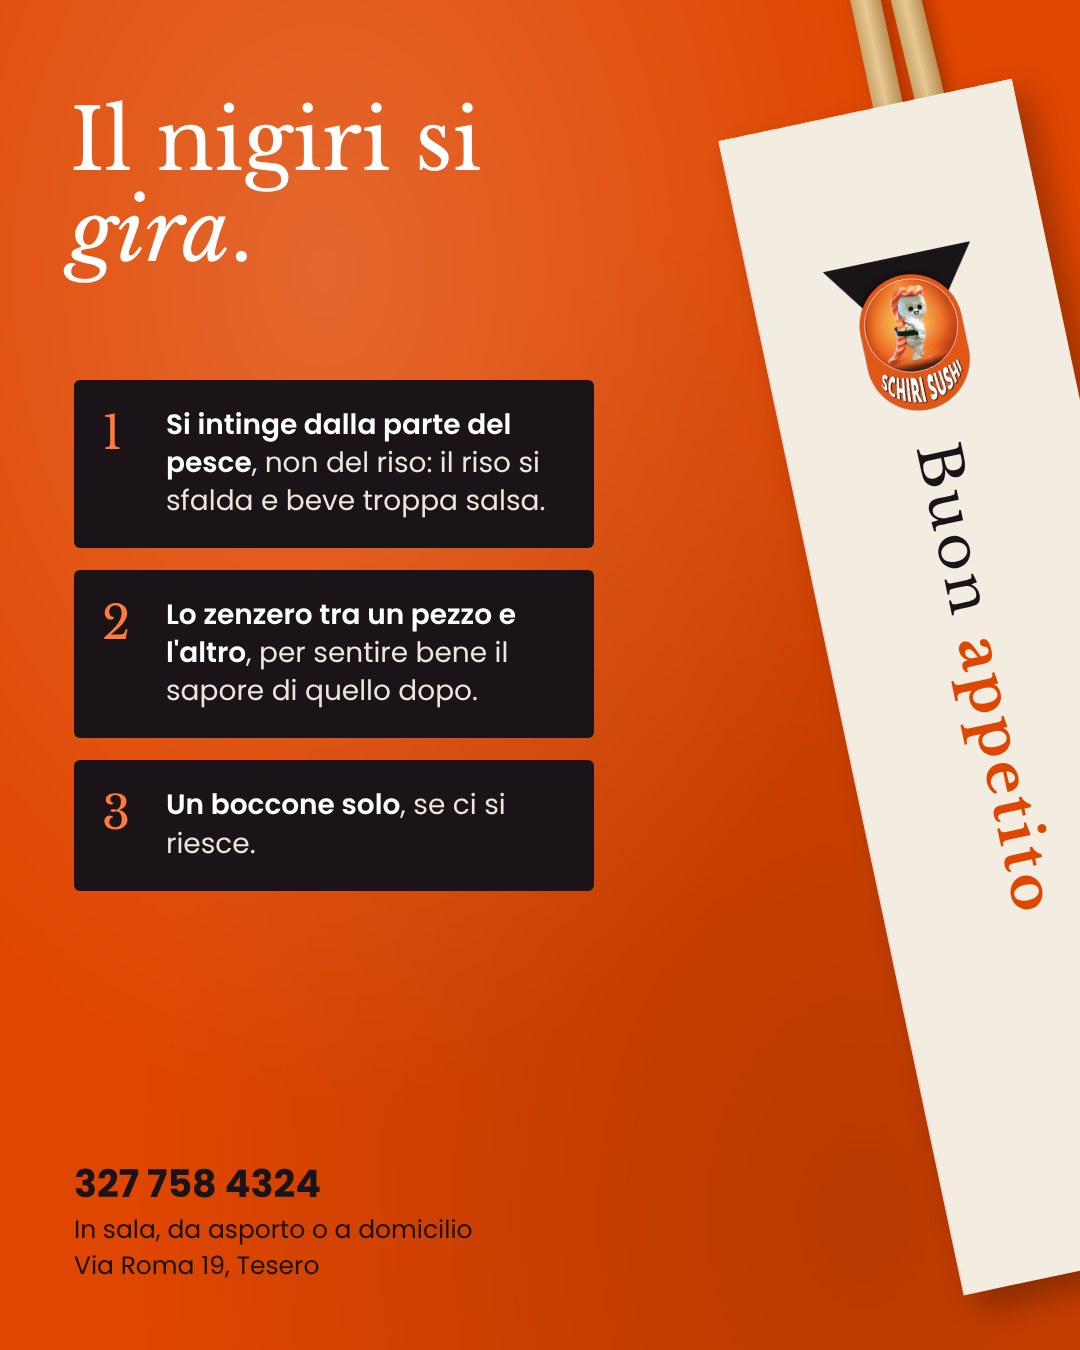 Il nigiri si
gira.
1
Si intinge dalla parte del
pesce, non del riso: il riso si
sfalda e beve troppa salsa.
2
Lo zenzero tra un pezzo e
l'altro, per sentire bene il
sapore di quello dopo.
3
Un boccone solo, se ci si
riesce.
327 758 4324
In sala, da asporto o a domicilio
Via Roma 19, Tesero
SCHIRI SUSHI
Buon appetito